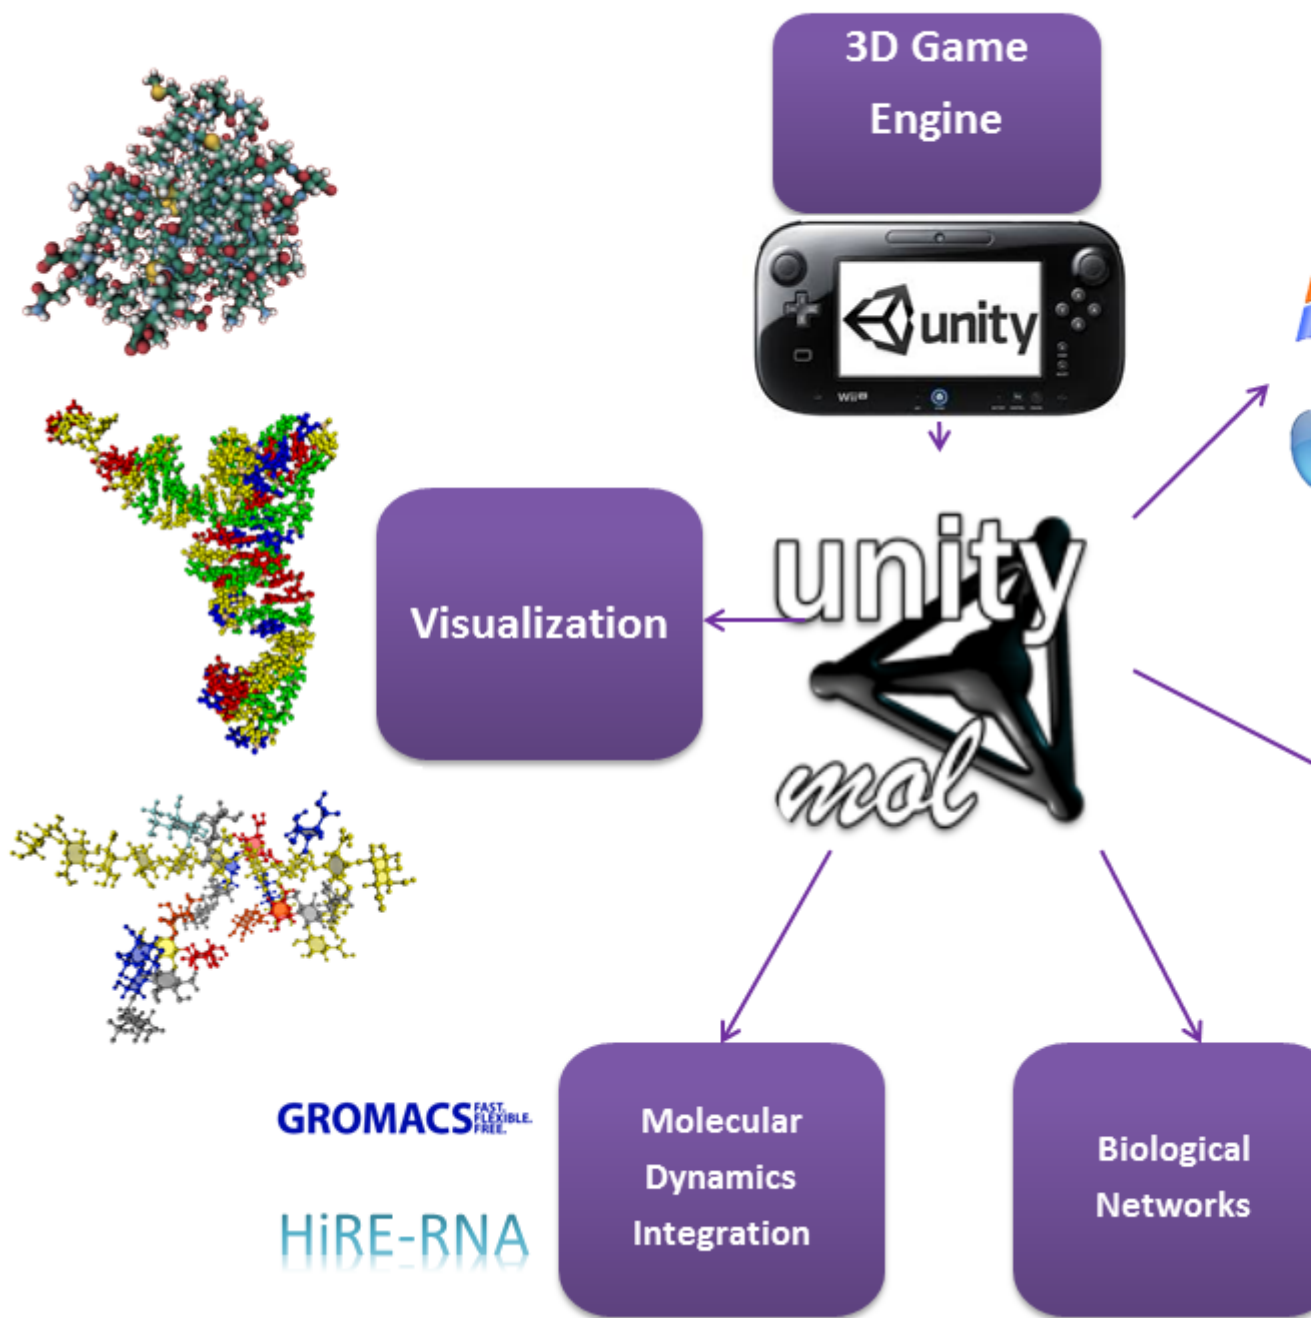 3D Game
Engine
unity
Wii U
Visualization
unity
mol
GROMACS
FAST.
FLEXIBLE.
FREE.
HiRE-RNA
Molecular
Dynamics
Integration
Biological
Networks